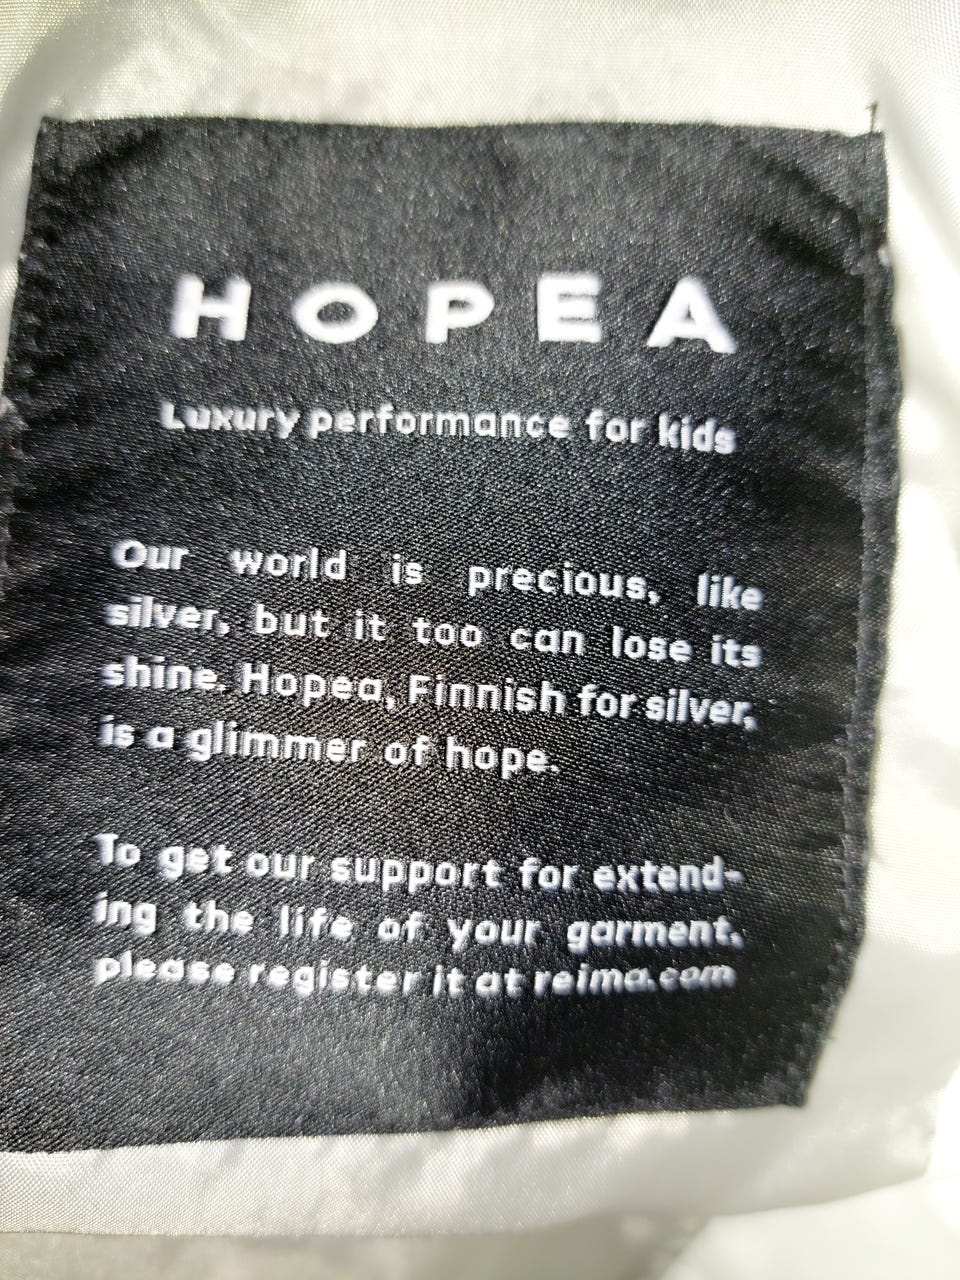 HOPEA
Luxury performance for kids
Our world is precious, like
silver, but it too can lose its
shine. Hopea, Finnish for silver,
is a glimmer of hope.
To get our support for extend-
ing the life of your garment,
please register it at reima.com